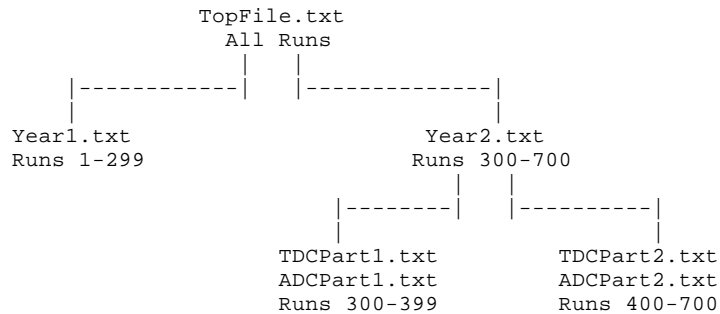 TopFile.txt
All Runs
Year1.txt
Runs 1-299
Year2.txt
Runs 300-700
TDCPart1.txt
ADCPart1.txt
Runs 300-399
TDCPart2.txt
ADCPart2.txt
Runs 400-700